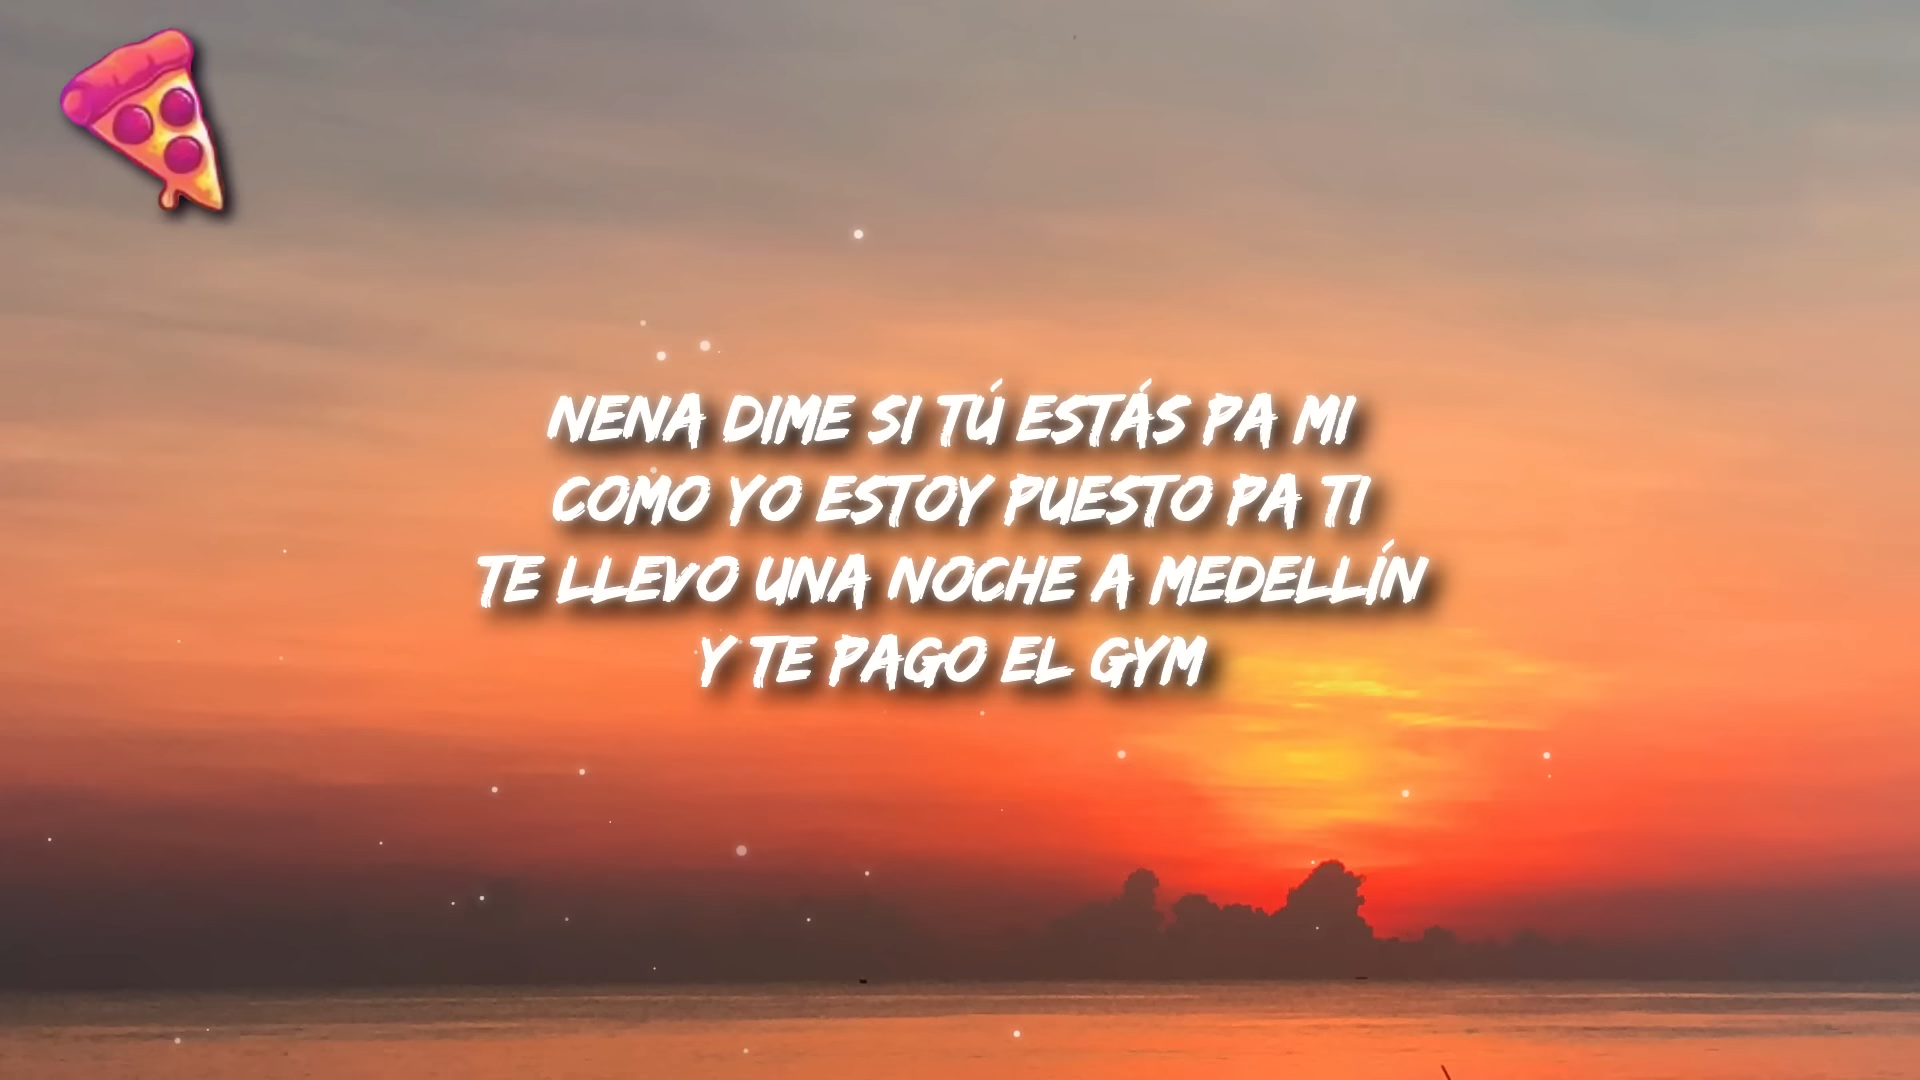 NENA DIME SI TÚ ESTÁS PA MI
COMO YO ESTOY PUESTO PA TI
TE LLEVO UNA NOCHE A MEDELLÍN
Y TE PAGO EL GYM